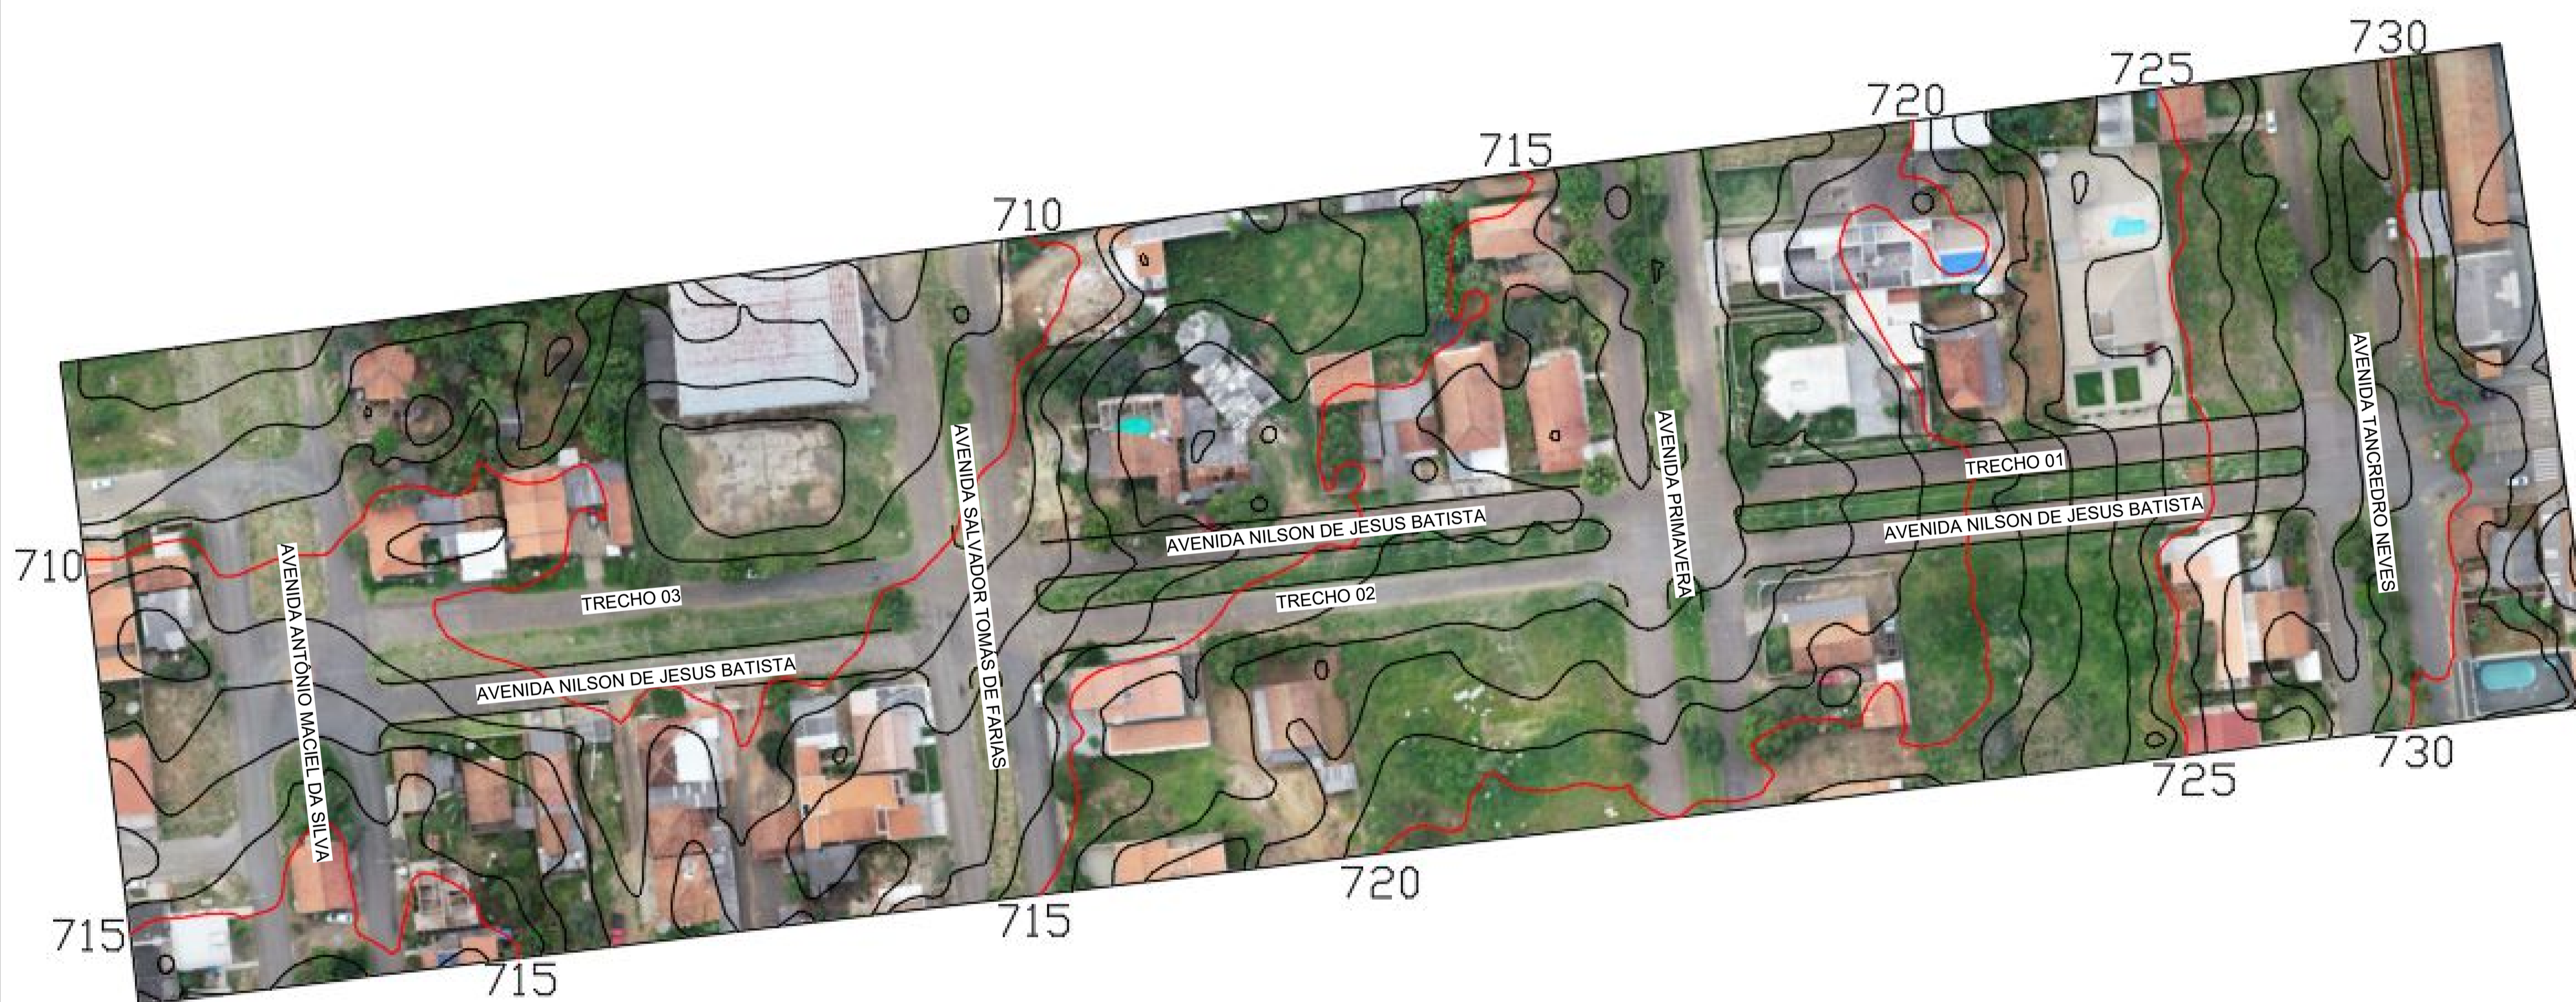 730
725
720
715
710
710
AVENIDA ANTÔNIO MACIEL DA SILVA
TRECHO 03
AVENIDA NILSON DE JESUS BATISTA
AVENIDA SALVADOR TOMÁS DE FARIAS
AVENIDA NILSON DE JESUS BATISTA
TRECHO 02
AVENIDA PRIMAVERA
TRECHO 01
AVENIDA NILSON DE JESUS BATISTA
AVENIDA TANCREDRO NEVES
730
725
720
715
715
715